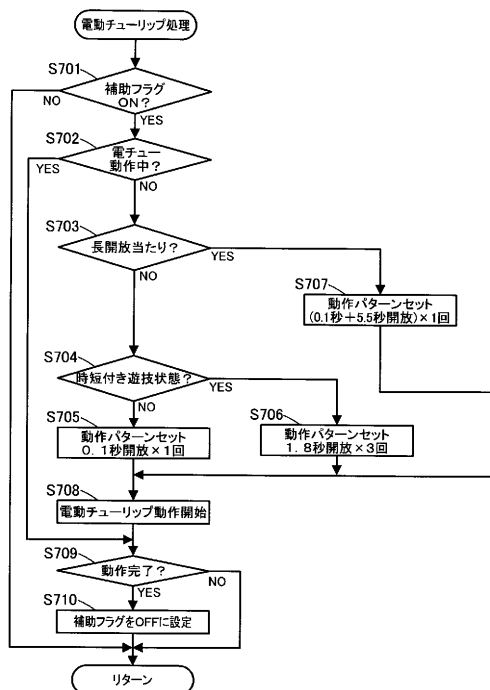 電動チューリップ処理
S701
補助フラグ
ON?
NO
YES
S702
電チュー
動作中?
YES
NO
S703
長開放当たり?
YES
NO
S707
動作パターンセット
(0.1秒+5.5秒開放)×1回
S704
時短付き遊技状態?
YES
NO
S705
動作パターンセット
0.1秒開放×1回
S706
動作パターンセット
1.8秒開放×3回
S708
電動チューリップ動作開始
S709
動作完了?
NO
YES
S710
補助フラグをOFFに設定
リターン